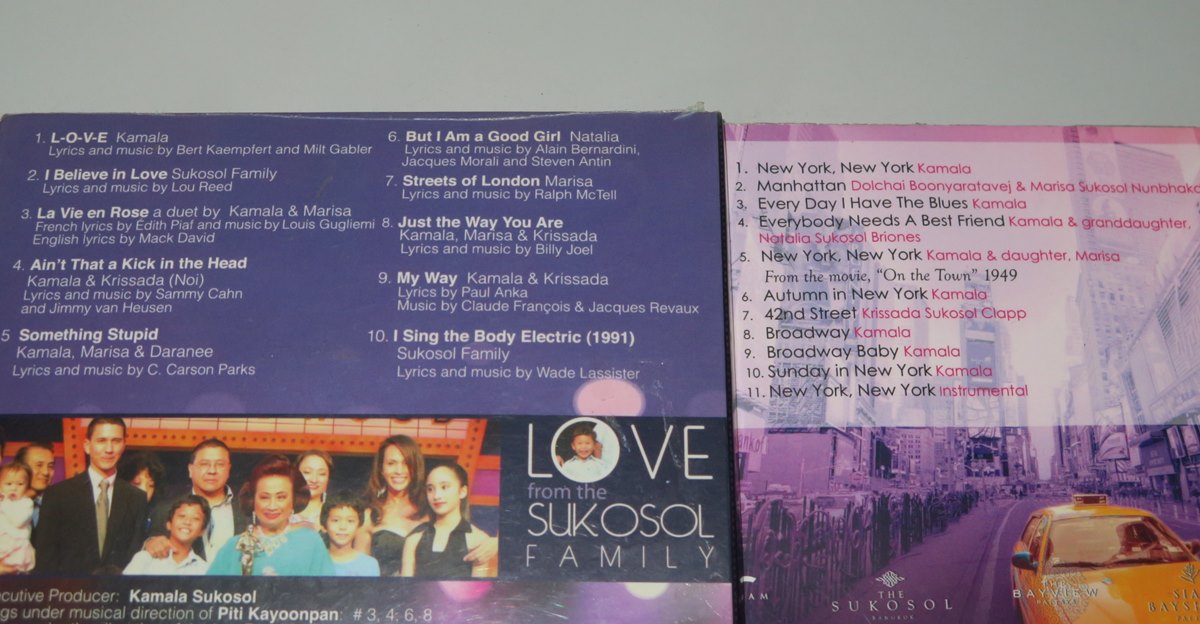 1. L-O-V-E Kamala
Lyrics and music by Bert Kaempfert and Milt Gabler
2. I Believe in Love Sukosol Family
Lyrics and music by Lou Reed
3. La Vie en Rose a duet by Kamala & Marisa
French lyrics by Édith Piaf and music by Louis Gugliemi
English lyrics by Mack David
4. Ain't That a Kick in the Head
Kamala & Krissada (Noi)
Lyrics and music by Sammy Cahn
and Jimmy van Heusen
5 Something Stupid
Kamala, Marisa & Daranee
Lyrics and music by C. Carson Parks
6. But I Am a Good Girl Natalia
Lyrics and music by Alain Bernardini,
Jacques Morali and Steven Antin
7. Streets of London Marisa
Lyrics and music by Ralph McTell
8. Just the Way You Are
Kamala, Marisa & Krissada
Lyrics and music by Billy Joel
9. My Way Kamala & Krissada
Lyrics by Paul Anka
Music by Claude François & Jacques Revaux
10. I Sing the Body Electric (1991)
Sukosol Family
Lyrics and music by Wade Lassister
LOVE
from the
SUKOSOL
FAMILY
Executive Producer: Kamala Sukosol
under musical direction of Piti Kayoonpan: # 3, 4, 6, 8
1. New York, New York Kamala
2. Manhattan Dolchai Boonyaratavej & Marisa Sukosol Nunbhakd
3. Every Day I Have The Blues Kamala
4. Everybody Needs A Best Friend Kamala & granddaughter,
Natalia Sukosol Briones
5. New York, New York Kamala & daughter, Marisa
From the movie, "On the Town" 1949
6. Autumn in New York Kamala
7. 42nd Street Krissada Sukosol Clapp
8. Broadway Kamala
9. Broadway Baby Kamala
10. Sunday in New York Kamala
11. New York, New York Instrumental
THE
SUKOSOL
BANGKOK
THE
BAYVIEW
PATTAYA